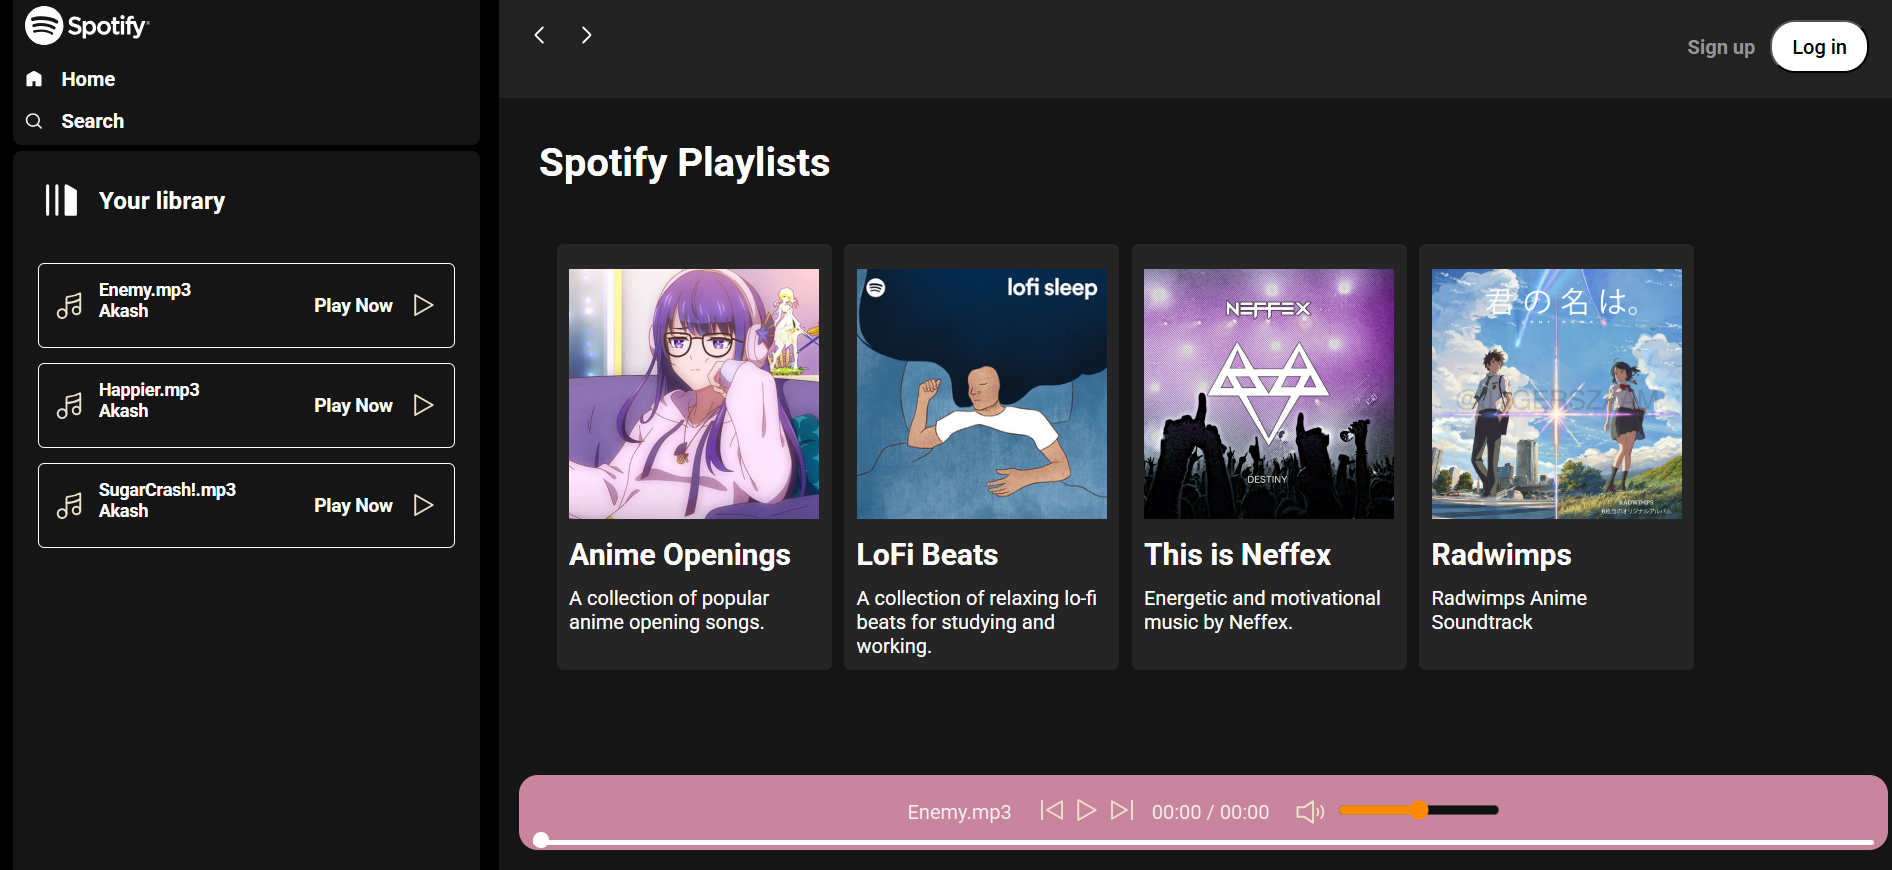 Spotify
Home
Search
Your library
Enemy.mp3
Akash
Play Now
Happier.mp3
Akash
Play Now
SugarCrash!.mp3
Akash
Play Now
Sign up
Log in
Spotify Playlists
lofi sleep
NEFFEX
DESTINY
君の名は。
RADWIMPS
Anime Openings
A collection of popular
anime opening songs.
LoFi Beats
A collection of relaxing lo-fi
beats for studying and
working.
This is Neffex
Energetic and motivational
music by Neffex.
Radwimps
Radwimps Anime
Soundtrack
Enemy.mp3
00:00 / 00:00